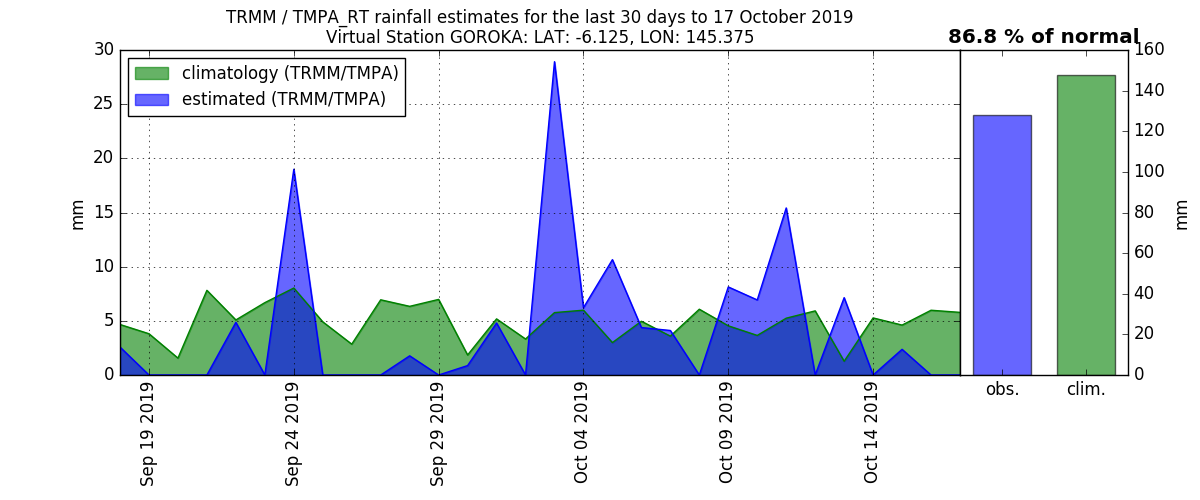 TRMM / TMPA_RT rainfall estimates for the last 30 days to 17 October 2019
Virtual Station GOROKA: LAT: -6.125, LON: 145.375
86.8 % of normal
climatology (TRMM/TMPA)
estimated (TRMM/TMPA)
mm
30
25
20
15
10
5
0
Sep 19 2019
Sep 24 2019
Sep 29 2019
Oct 04 2019
Oct 09 2019
Oct 14 2019
160
140
120
100
80
60
40
20
0
mm
obs.
clim.